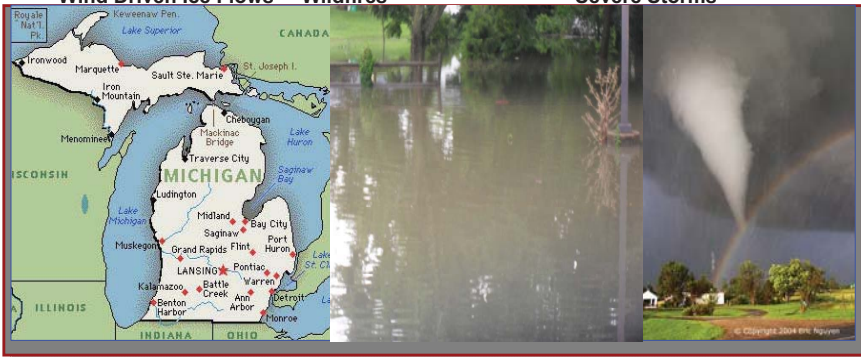 Wind Driven Ice Flows Wildfires Severe Storms
Royale
Nat'l.
Pk.
Keweenaw Pen.
Lake Superior
CANADA
Ironwood
Marquette
Sault Ste. Marie
St. Joseph I.
Iron
Mountain
Cheboygan
Menominee
Mackinac
Bridge
Lake
Huron
Traverse City
WISCONSIN
MICHIGAN
Saginaw
Bay
Ludington
Lake
Michigan
Midland
Bay City
Saginaw
Muskegon
Grand Rapids
Flint
Port
Huron
LANSING
Pontiac
Lake
St. Cl
Kalamazoo
Battle
Creek
Warren
Ann
Arbor
Detroit
ILLINOIS
Benton
Harbor
Monroe
INDIANA
OHIO
© Copyright 2004 Eric Nguyen